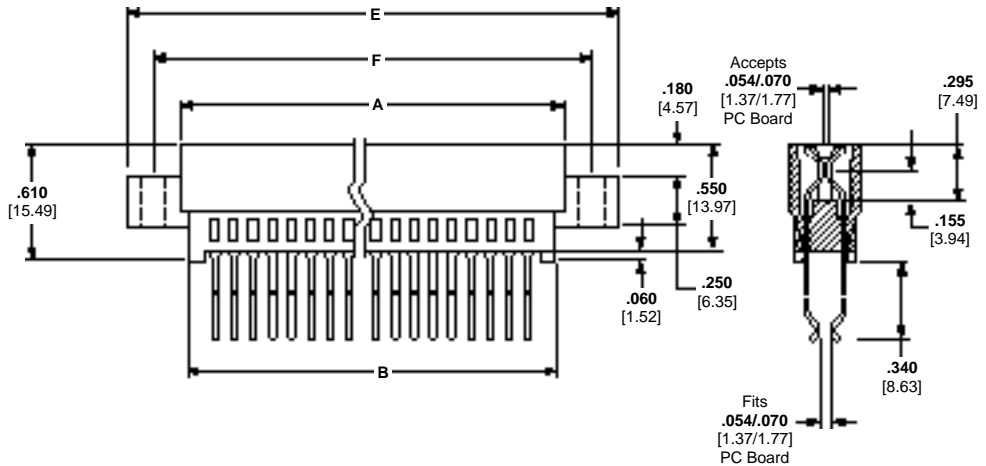 E
F
A
.180
[4.57]
Accepts
.054/.070
[1.37/1.77]
PC Board
.295
[7.49]
.610
[15.49]
.550
[13.97]
.155
[3.94]
.250
[6.35]
.060
[1.52]
.340
[8.63]
B
Fits
.054/.070
[1.37/1.77]
PC Board